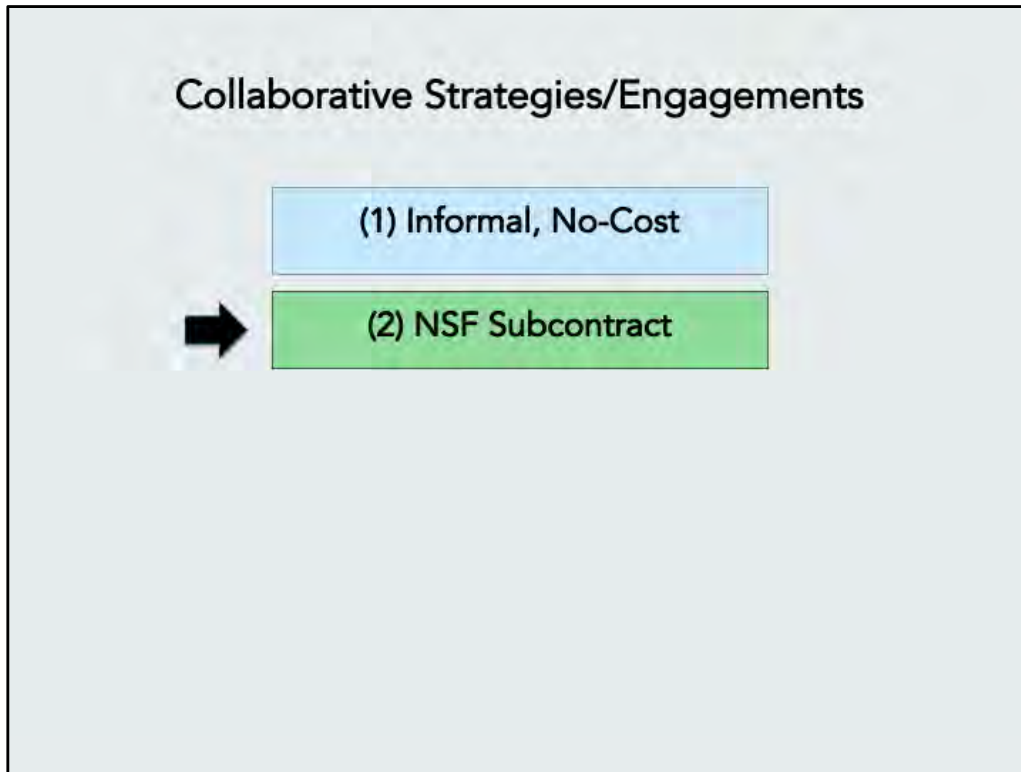 Collaborative Strategies/Engagements
(1) Informal, No-Cost
(2) NSF Subcontract